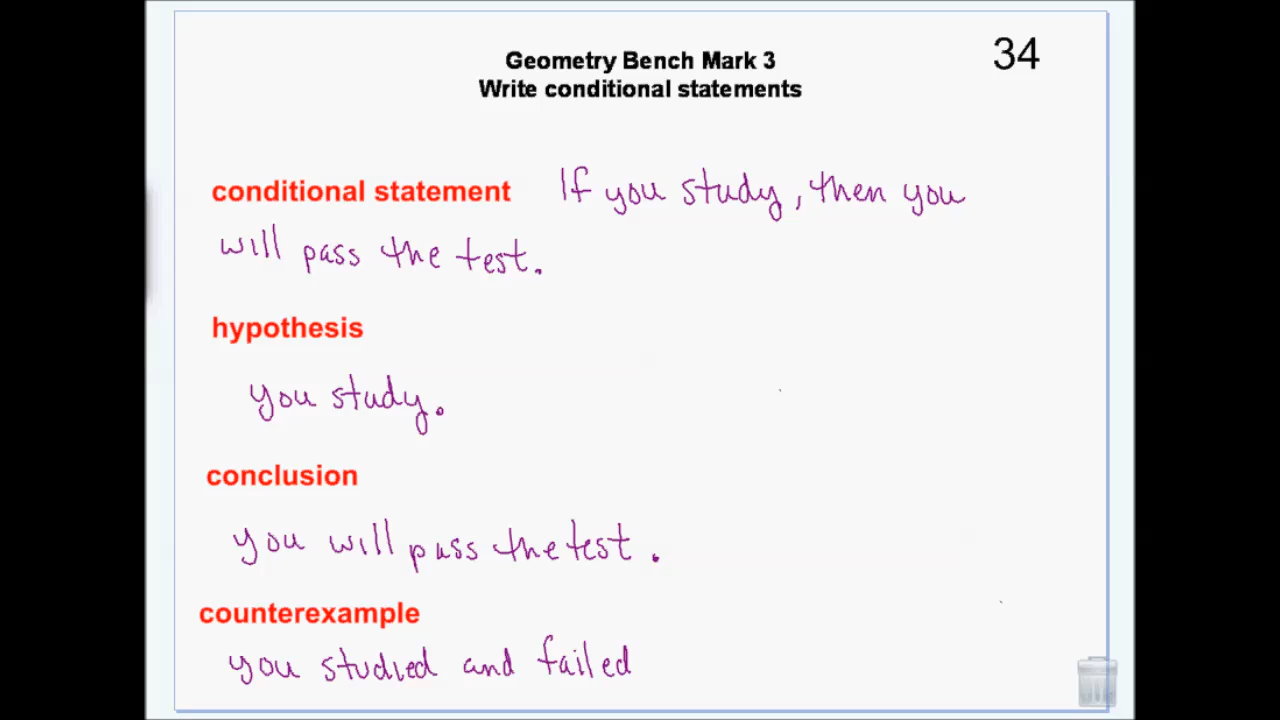 34
Geometry Bench Mark 3
Write conditional statements
conditional statement If you study, then you
will pass the test.
hypothesis
you study.
conclusion
you will pass the test.
counterexample
you studied and failed